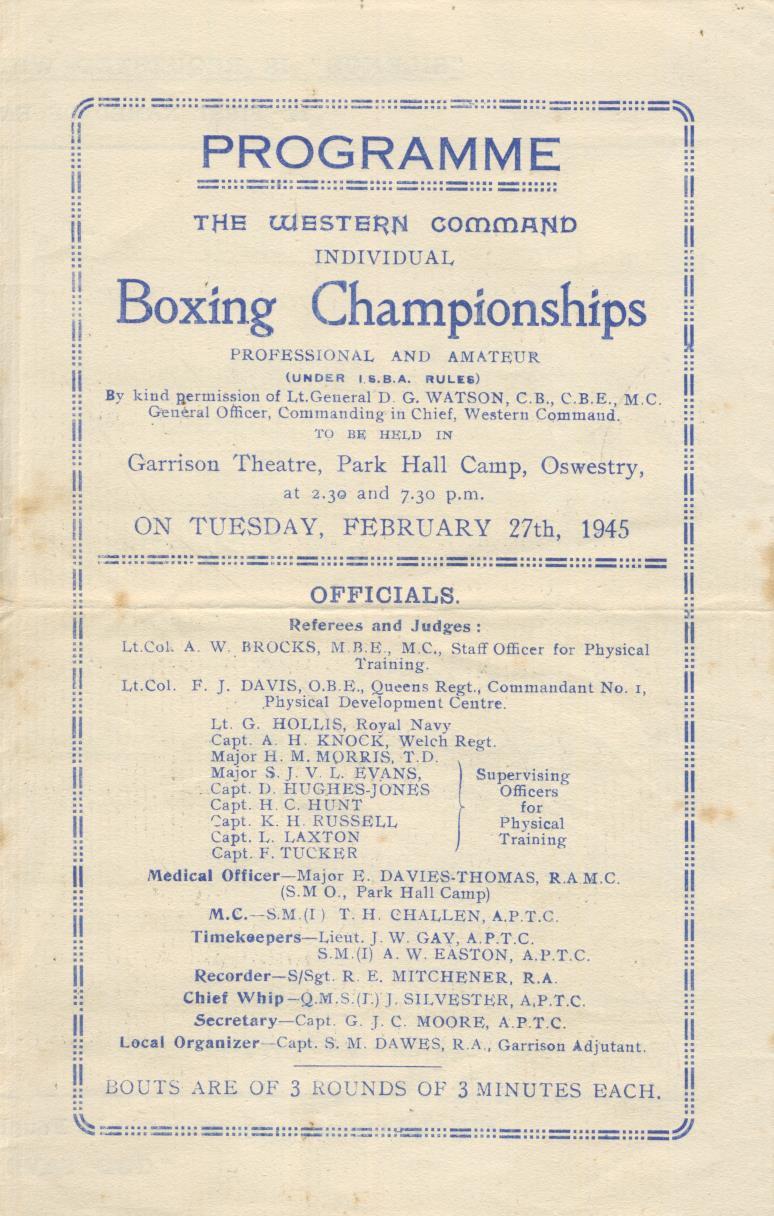 PROGRAMME
THE WESTERN COMMAND
INDIVIDUAL
Boxing Championships
PROFESSIONAL AND AMATEUR
(UNDER I.S.B.A. RULES)
By kind permission of Lt.General D. G. WATSON, C.B., C.B.E., M.C.
General Officer, Commanding in Chief, Western Command.
TO BE HELD IN
Garrison Theatre, Park Hall Camp, Oswestry,
at 2.30 and 7.30 p.m.
ON TUESDAY, FEBRUARY 27th, 1945
OFFICIALS.
Referees and Judges :
Lt.Col. A. W. BROCKS, M.B.E., M.C., Staff Officer for Physical
Training.
Lt.Col. F. J. DAVIS, O.B.E., Queens Regt., Commandant No. 1,
Physical Development Centre.
Lt. G. HOLLIS, Royal Navy
Capt. A. H. KNOCK, Welch Regt.
Major H. M. MORRIS, T.D.
Major S. J. V. L. EVANS,
Capt. D. HUGHES-JONES
Capt. H. C. HUNT
Capt. K. H. RUSSELL
Capt. L. LAXTON
Capt. F. TUCKER
Supervising
Officers
for
Physical
Training
Medical Officer—Major E. DAVIES-THOMAS, R.A.M.C.
(S.M O., Park Hall Camp)
M.C.—S.M.(I ) T. H. CHALLEN, A.P.T.C.
Timekeepers—Lieut. J. W. GAY, A.P.T.C.
S.M.(I) A. W. EASTON, A.P.T.C.
Recorder—S/Sgt. R. E. MITCHENER, R.A.
Chief Whip—Q.M.S.(I.) J. SILVESTER, A,P.T.C.
Secretary—Capt. G. J. C. MOORE, A.P.T.C.
Local Organizer—Capt. S. M. DAWES, R.A., Garrison Adjutant.
BOUTS ARE OF 3 ROUNDS OF 3 MINUTES EACH.